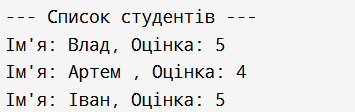 --- Список студентів ---
Ім'я: Влад, Оцінка: 5
Ім'я: Артем , Оцінка: 4
Ім'я: Іван, Оцінка: 5